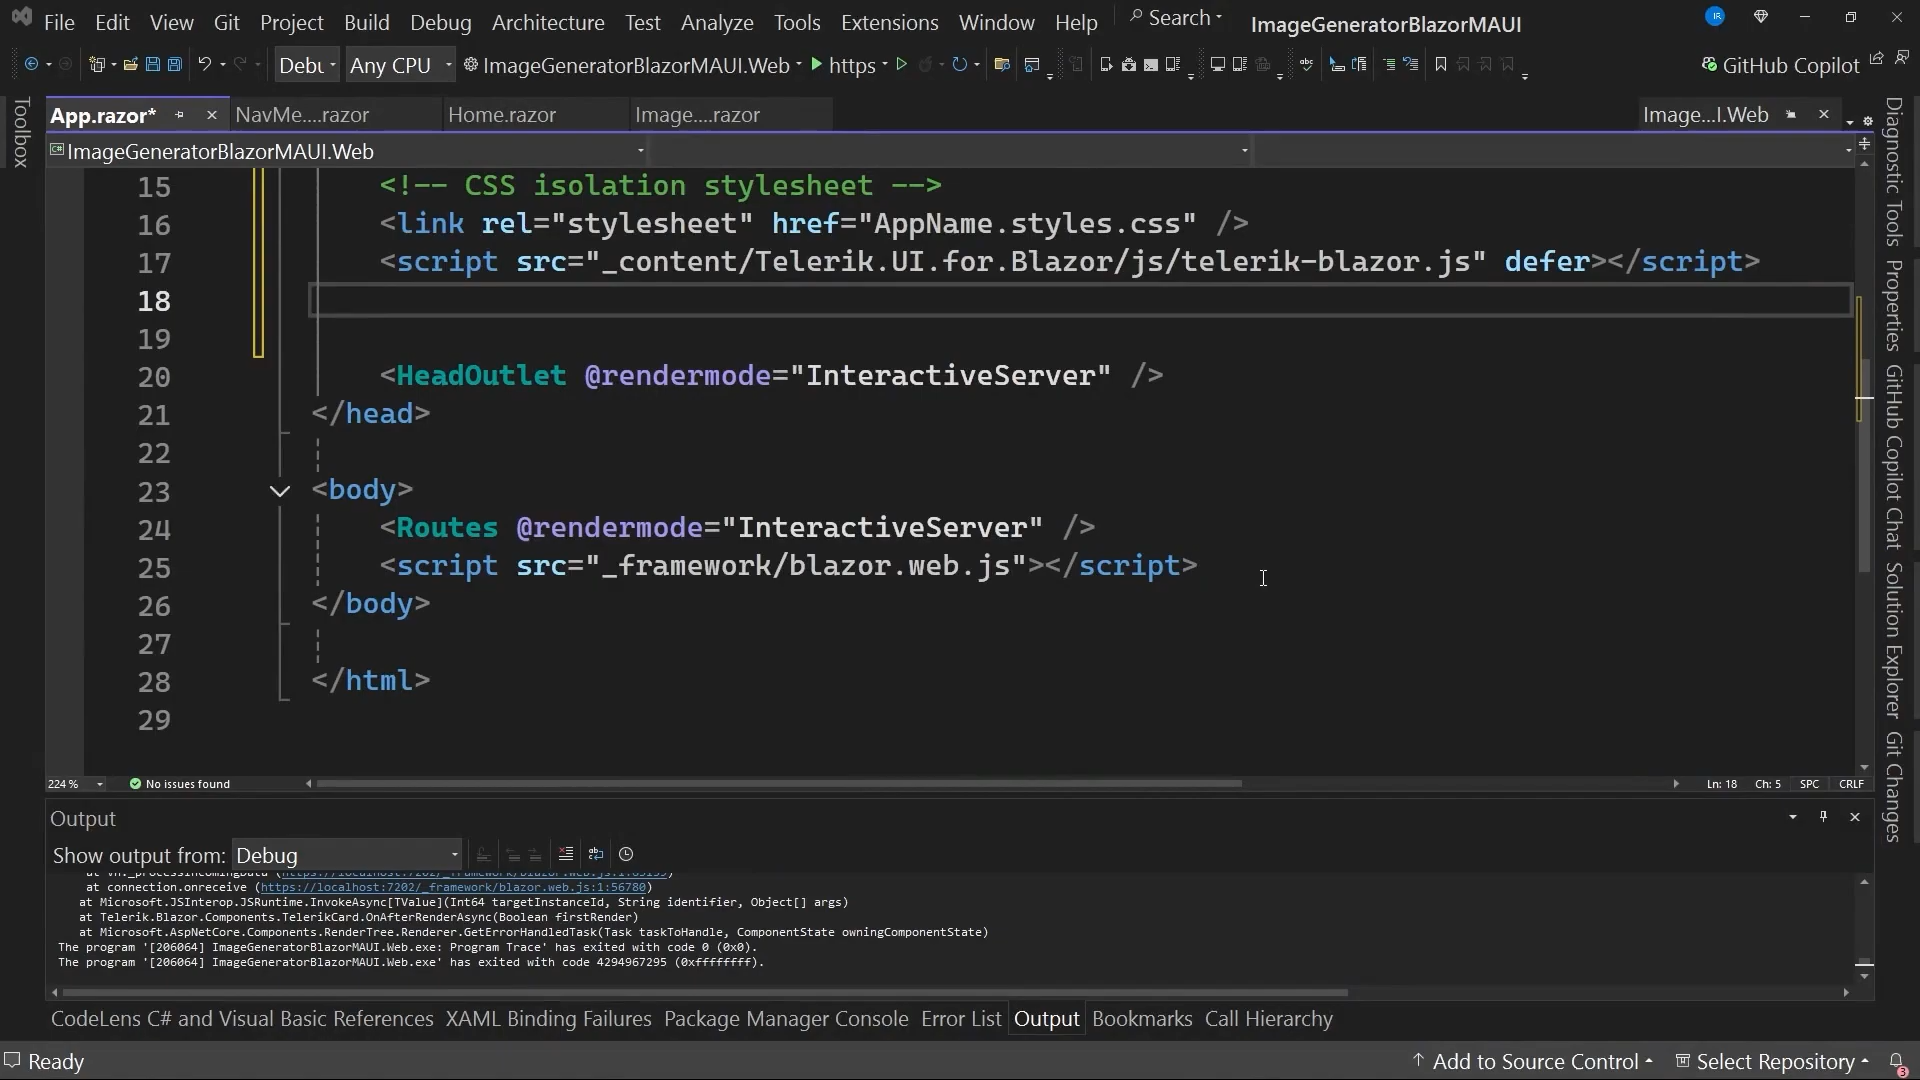 File Edit View Git Project Build Debug Architecture Test Analyze Tools Extensions Window Help Search ImageGeneratorBlazorMAUI IR
Debu Any CPU ImageGeneratorBlazorMAUI.Web https GitHub Copilot
App.razor* NavMe....razor Home.razor Image....razor Image...I.Web
ImageGeneratorBlazorMAUI.Web
Toolbox
15 <!-- CSS isolation stylesheet -->
16 <link rel="stylesheet" href="AppName.styles.css" />
17 <script src="_content/Telerik.UI.for.Blazor/js/telerik-blazor.js" defer></script>
18
19
20 <HeadOutlet @rendermode="InteractiveServer" />
21 </head>
22
23 <body>
24 <Routes @rendermode="InteractiveServer" />
25 <script src="_framework/blazor.web.js"></script>
26 </body>
27
28 </html>
29
224 % No issues found Ln: 18 Ch: 5 SPC CRLF
Diagnostic Tools
Properties
GitHub Copilot Chat
Solution Explorer
Git Changes
Output
Show output from: Debug
at connection.onreceive (https://localhost:7202/_framework/blazor.web.js:1:56780)
at Microsoft.JSInterop.JSRuntime.InvokeAsync[TValue](Int64 targetInstanceId, String identifier, Object[] args)
at Telerik.Blazor.Components.TelerikCard.OnAfterRenderAsync(Boolean firstRender)
at Microsoft.AspNetCore.Components.RenderTree.Renderer.GetErrorHandledTask(Task taskToHandle, ComponentState owningComponentState)
The program '[206064] ImageGeneratorBlazorMAUI.Web.exe: Program Trace' has exited with code 0 (0x0).
The program '[206064] ImageGeneratorBlazorMAUI.Web.exe' has exited with code 4294967295 (0xffffffff).
CodeLens C# and Visual Basic References XAML Binding Failures Package Manager Console Error List Output Bookmarks Call Hierarchy
Ready Add to Source Control Select Repository 3